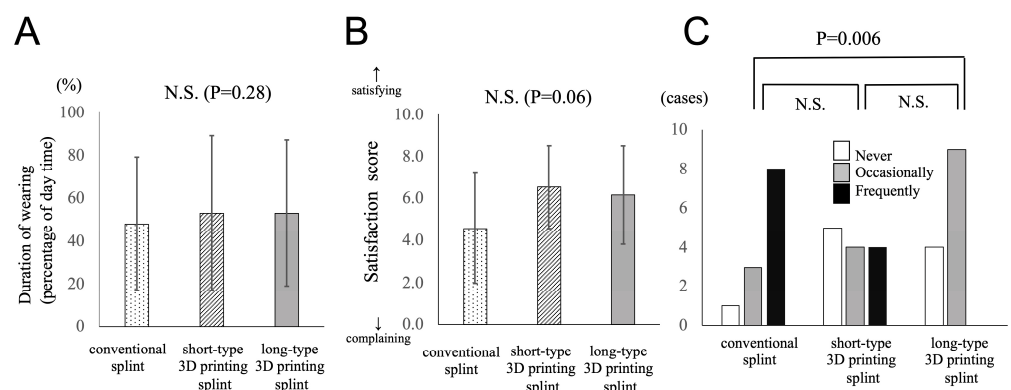 A
(%)
N.S. (P=0.28)
Duration of wearing
(percentage of day time)
100
80
60
40
20
0
conventional
splint
short-type
3D printing
splint
long-type
3D printing
splint
B
↑
satisfying
N.S. (P=0.06)
Satisfaction score
10.0
8.0
6.0
4.0
2.0
0.0
↓
complaining
conventional
splint
short-type
3D printing
splint
long-type
3D printing
splint
C
P=0.006
N.S.
N.S.
(cases)
10
8
6
4
2
0
Never
Occasionally
Frequently
conventional
splint
short-type
3D printing
splint
long-type
3D printing
splint